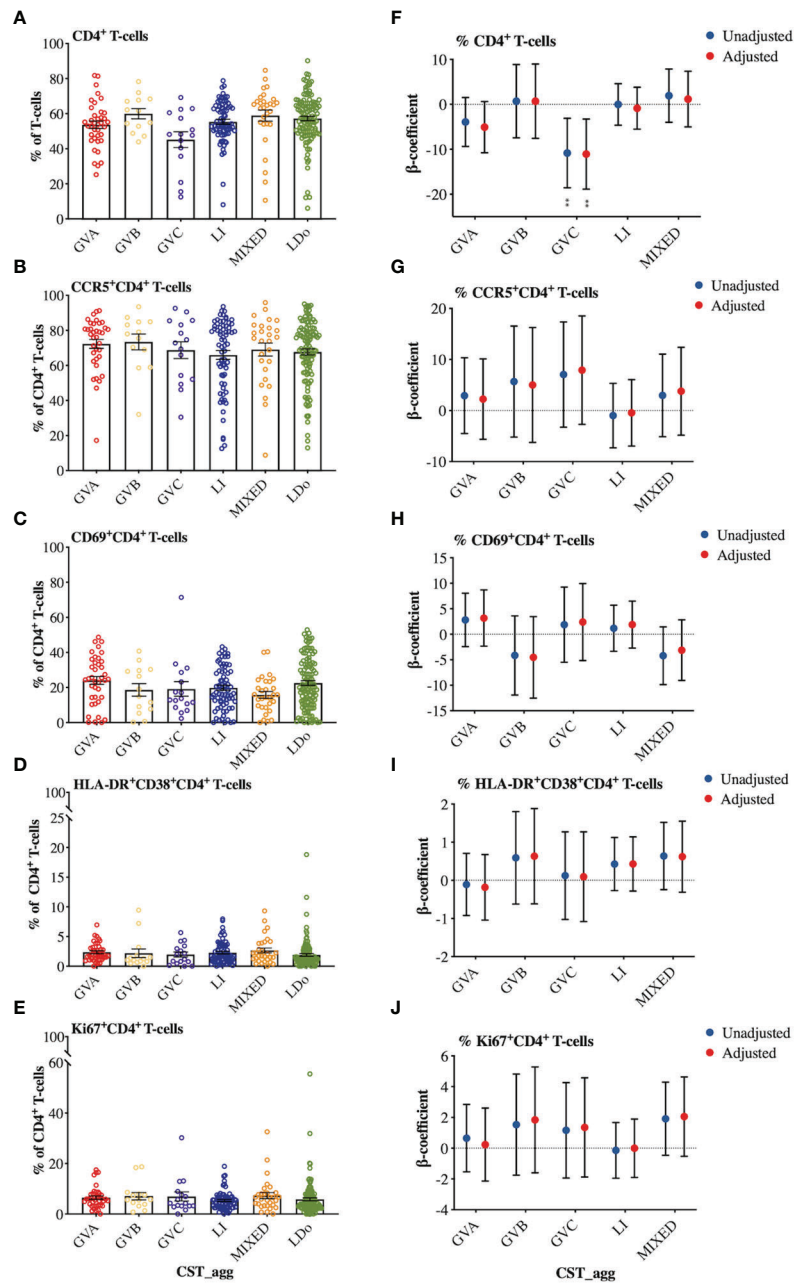 A
CD4+ T-cells
% of T-cells
100
80
60
40
20
0
GVA
GVB
GVC
LI
MIXED
LDo
B
CCR5+CD4+ T-cells
% of CD4+ T-cells
100
80
60
40
20
0
GVA
GVB
GVC
LI
MIXED
LDo
C
CD69+CD4+ T-cells
% of CD4+ T-cells
100
80
60
40
20
0
GVA
GVB
GVC
LI
MIXED
LDo
D
HLA-DR+CD38+CD4+ T-cells
% of CD4+ T-cells
100
25
20
15
10
5
0
GVA
GVB
GVC
LI
MIXED
LDo
E
Ki67+CD4+ T-cells
% of CD4+ T-cells
100
60
40
20
0
GVA
GVB
GVC
LI
MIXED
LDo
CST_agg
F
% CD4+ T-cells
Unadjusted
Adjusted
β-coefficient
20
10
0
-10
-20
**
**
GVA
GVB
GVC
LI
MIXED
G
% CCR5+CD4+ T-cells
Unadjusted
Adjusted
β-coefficient
20
10
0
-10
GVA
GVB
GVC
LI
MIXED
H
% CD69+CD4+ T-cells
Unadjusted
Adjusted
β-coefficient
15
10
5
0
-5
-10
-15
GVA
GVB
GVC
LI
MIXED
I
% HLA-DR+CD38+CD4+ T-cells
Unadjusted
Adjusted
β-coefficient
2
1
0
-1
2
GVA
GVB
GVC
LI
MIXED
J
% Ki67+CD4+ T-cells
Unadjusted
Adjusted
β-coefficient
6
4
2
0
-2
-4
GVA
GVB
GVC
LI
MIXED
CST_agg